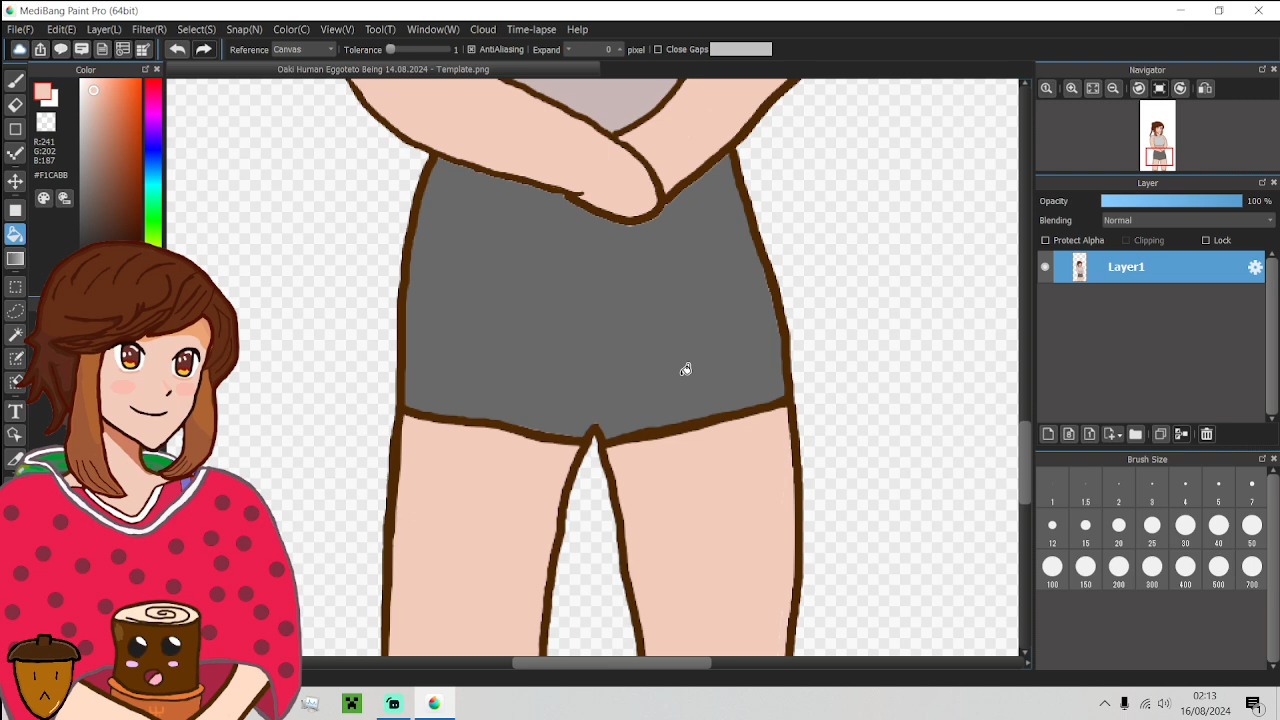 MediBang Paint Pro (64bit)
File(F) Edit(E) Layer(L) Filter(R) Select(S) Snap(N) Color(C) View(V) Tool(T) Window(W) Cloud Time-lapse Help
Reference Canvas Tolerance 1 AntiAliasing Expand 0 pixel Close Gaps
Color
Oaki Human Eggoteto Being 14.08.2024 - Template.png
Navigator
R:241
G:202
B:187
#F1CABB
Layer
Opacity 100 %
Blending Normal
Protect Alpha Clipping Lock
Layer1
T
Brush Size
1 1.5 2 3 4 5 7
12 15 20 25 30 40 50
100 150 200 300 400 500 700
02:13
16/08/2024
1